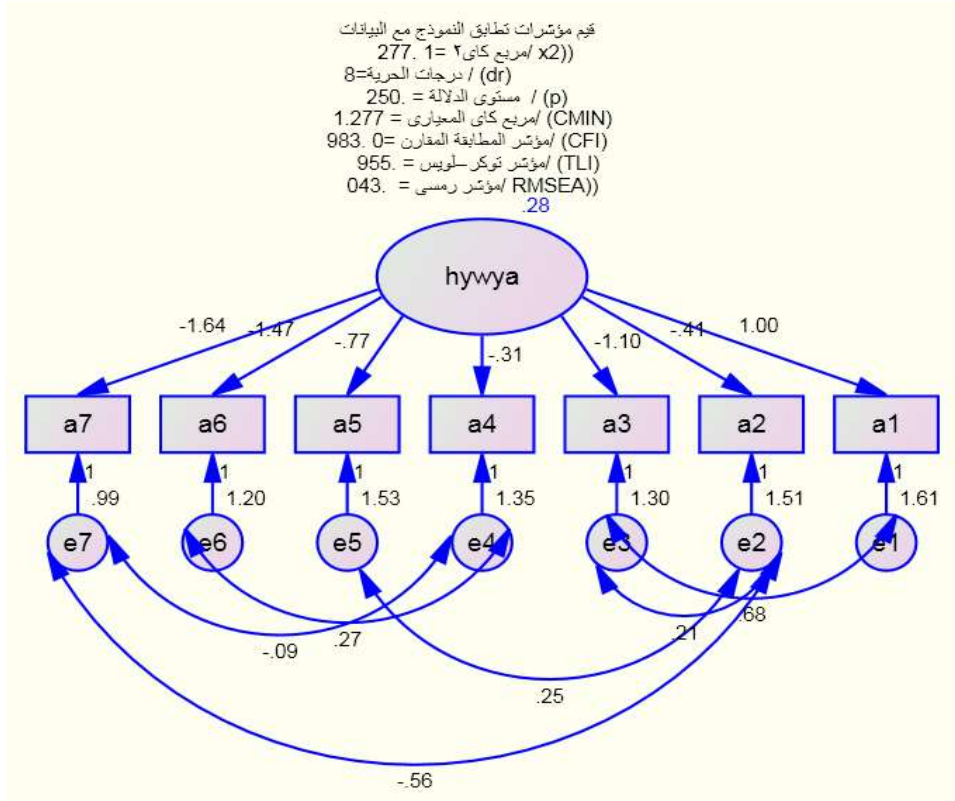 قيم مؤشرات تطابق النموذج مع البيانات
((x2 /مربع كاى٢ =1 .277
(dr) / درجات الحرية=8
(p) / مستوى الدلالة = .250
(CMIN) /مربع كاى المعيارى = 1.277
(CFI) /مؤشر المطابقة المقارن =0 .983
(TLI) /مؤشر توكر –لويس = .955
((RMSEA /مؤشر رمسى = .043
.28
hywya
-1.64 -1.47 -.77 -.31 -1.10 -.41 1.00
a7 a6 a5 a4 a3 a2 a1
1 1 1 1 1 1 1
.99 1.20 1.53 1.35 1.30 1.51 1.61
e7 e6 e5 e4 e3 e2 e1
-.09 .27 .21 .68
.25
-.56